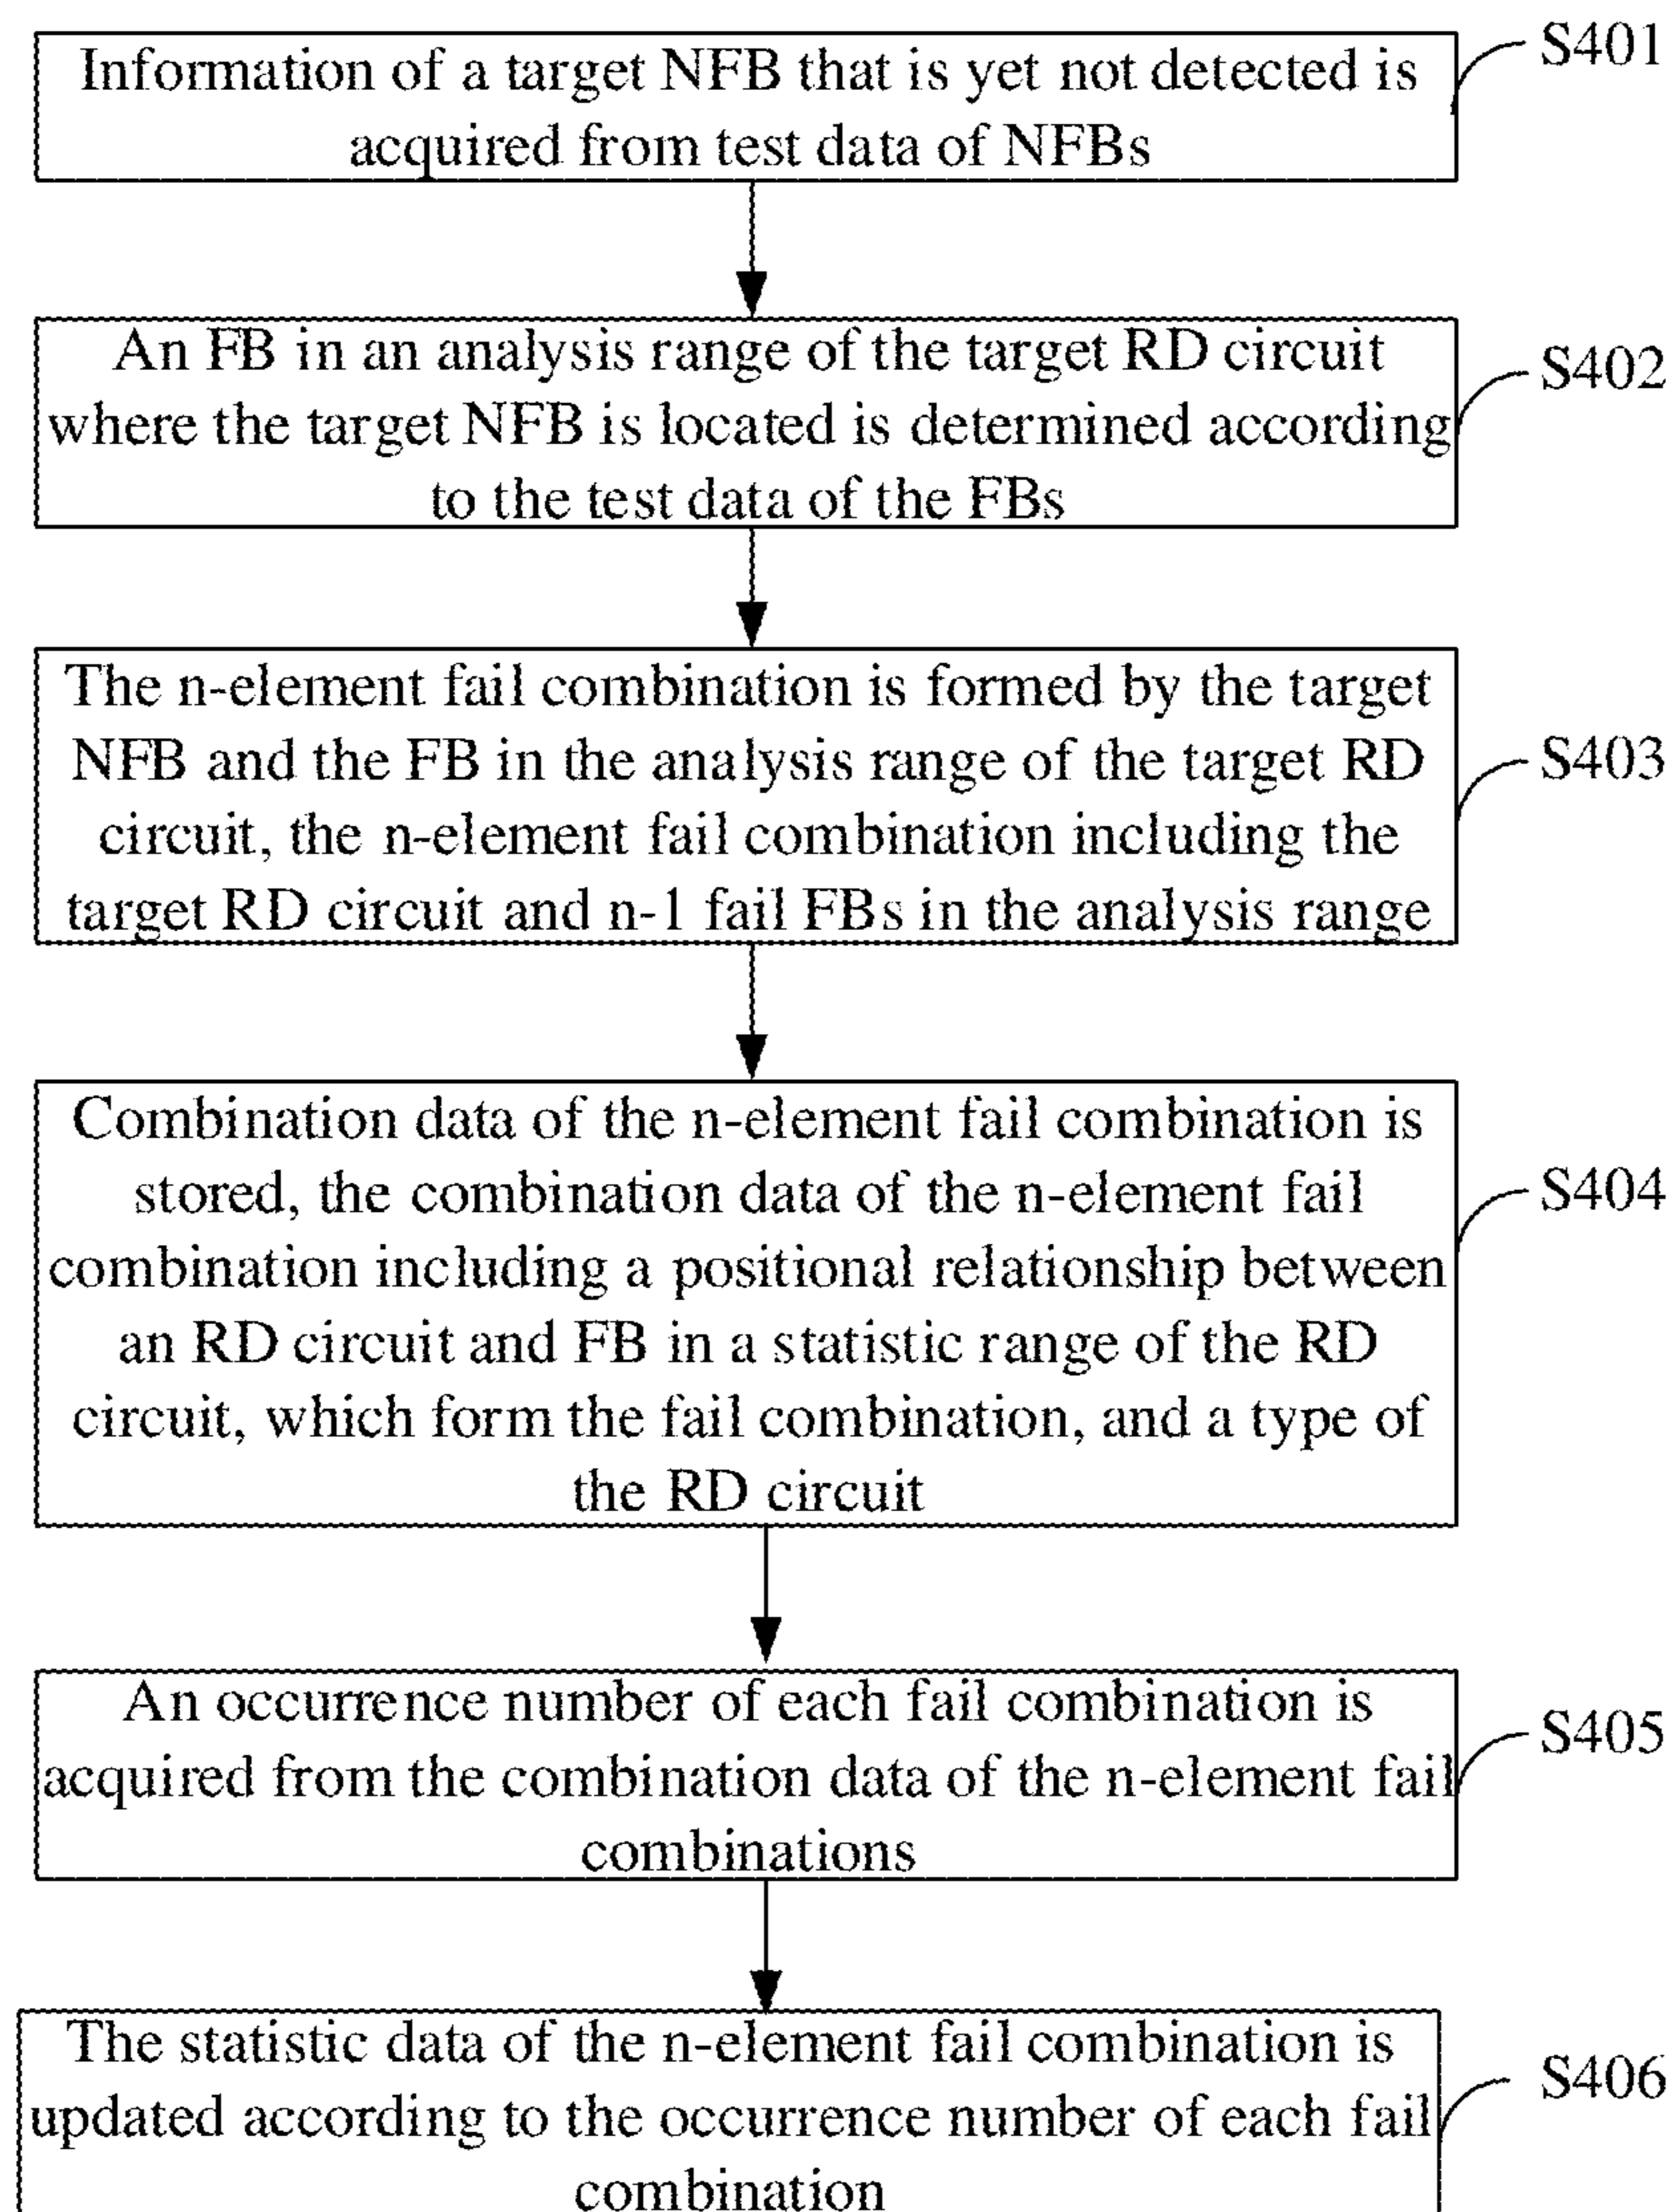 Information of a target NFB that is yet not detected is
acquired from test data of NFBs
S401
An FB in an analysis range of the target RD circuit
where the target NFB is located is determined according
to the test data of the FBs
S402
The n-element fail combination is formed by the target
NFB and the FB in the analysis range of the target RD
circuit, the n-element fail combination including the
target RD circuit and n-1 fail FBs in the analysis range
S403
Combination data of the n-element fail combination is
stored, the combination data of the n-element fail
combination including a positional relationship between
an RD circuit and FB in a statistic range of the RD
circuit, which form the fail combination, and a type of
the RD circuit
S404
An occurrence number of each fail combination is
acquired from the combination data of the n-element fail
combinations
S405
The statistic data of the n-element fail combination is
updated according to the occurrence number of each fail
combination
S406